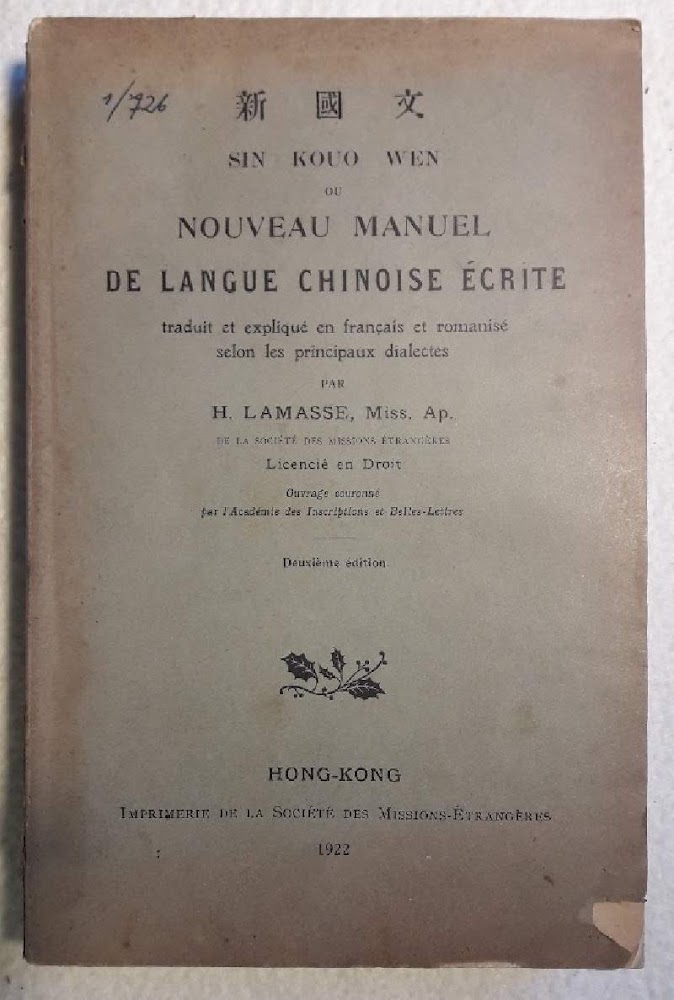 1/726
新 國 文
SIN KOUO WEN
OU
NOUVEAU MANUEL
DE LANGUE CHINOISE ÉCRITE
traduit et expliqué en français et romanisé
selon les principaux dialectes
PAR
H. LAMASSE, Miss. Ap.
DE LA SOCIÉTÉ DES MISSIONS ÉTRANGÈRES
Licencié en Droit
Ouvrage couronné
par l'Académie des Inscriptions et Belles-Lettres
Deuxième édition
HONG-KONG
IMPRIMERIE DE LA SOCIÉTÉ DES MISSIONS-ÉTRANGÈRES
1922